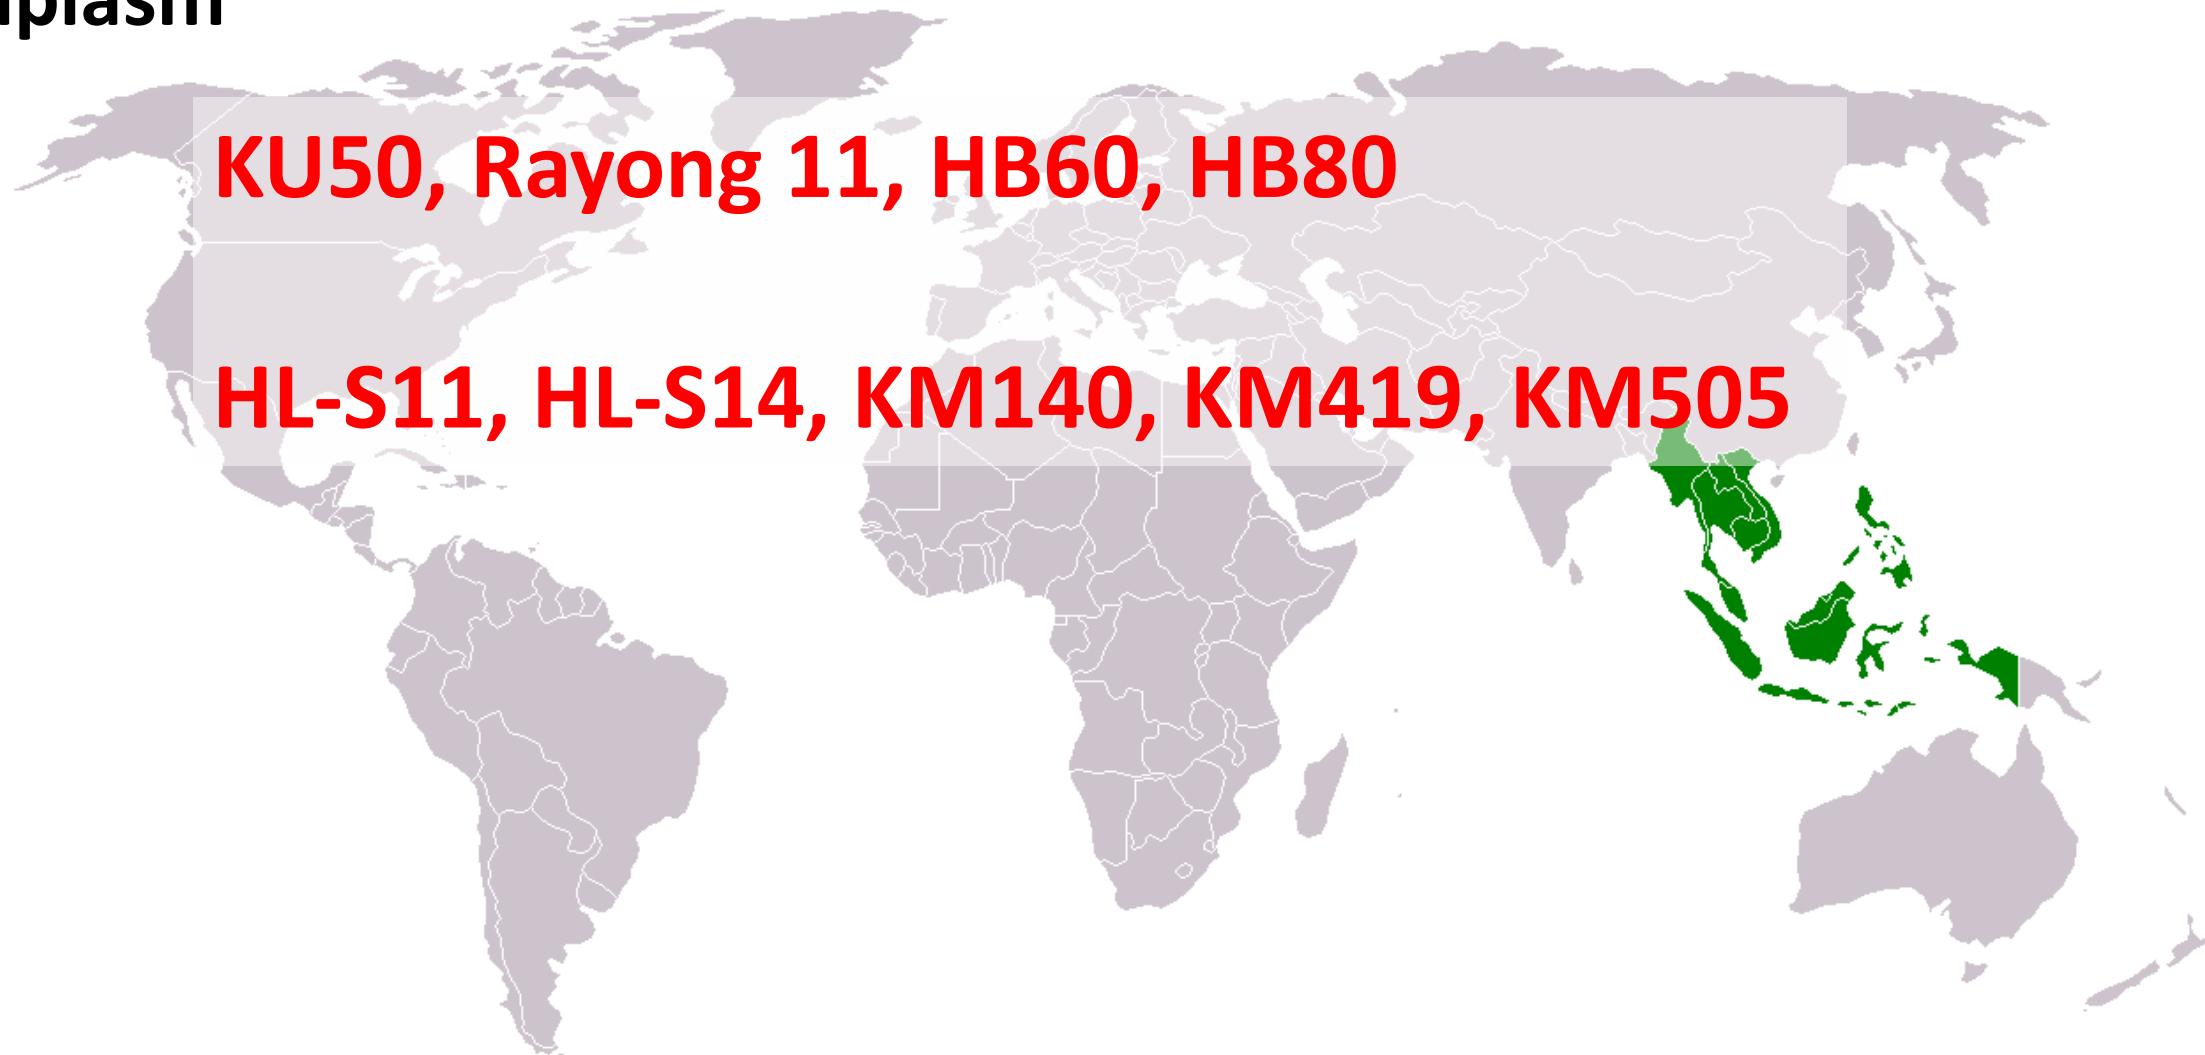 KU50, Rayong 11, HB60, HB80
HL-S11, HL-S14, KM140, KM419, KM505